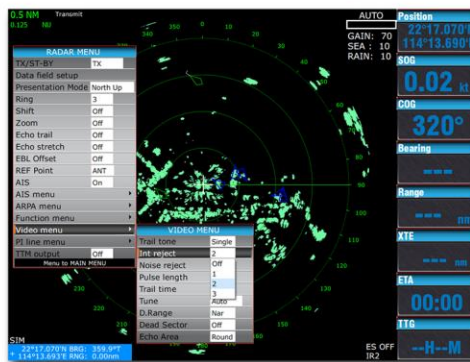 0.5 NM Transmit
0.125 NU
AUTO
GAIN: 70
SEA : 10
RAIN: 10
350 0 10
RADAR MENU
TX/ST-BY TX
Data field setup
Presentation Mode North Up
Ring 3
Shift Off
Zoom Off
Echo trail Off
Echo stretch Off
EBL Offset Off
REF Point ANT
AIS On
AIS menu
ARPA menu
Function menu
Video menu
PI line menu
TTM output Off
Menu to MAIN MENU
VIDEO MENU
Trail tone Single
Int reject 2
Noise reject Off
Pulse length 1
2
Trail time 3
Tune Auto
D.Range Nar
Dead Sector Off
Echo Area Round
SIM
22°17.070'N BRG: 359.9°T
+ 114°13.693'E RNG: 0.00nm
ES OFF
IR2
Position
22°17.070'
114°13.690'
SOG
0.02 kt
COG
320°
Bearing
---
Range
--- nm
XTE
--- nm
ETA
00:00
TTG
--H--M